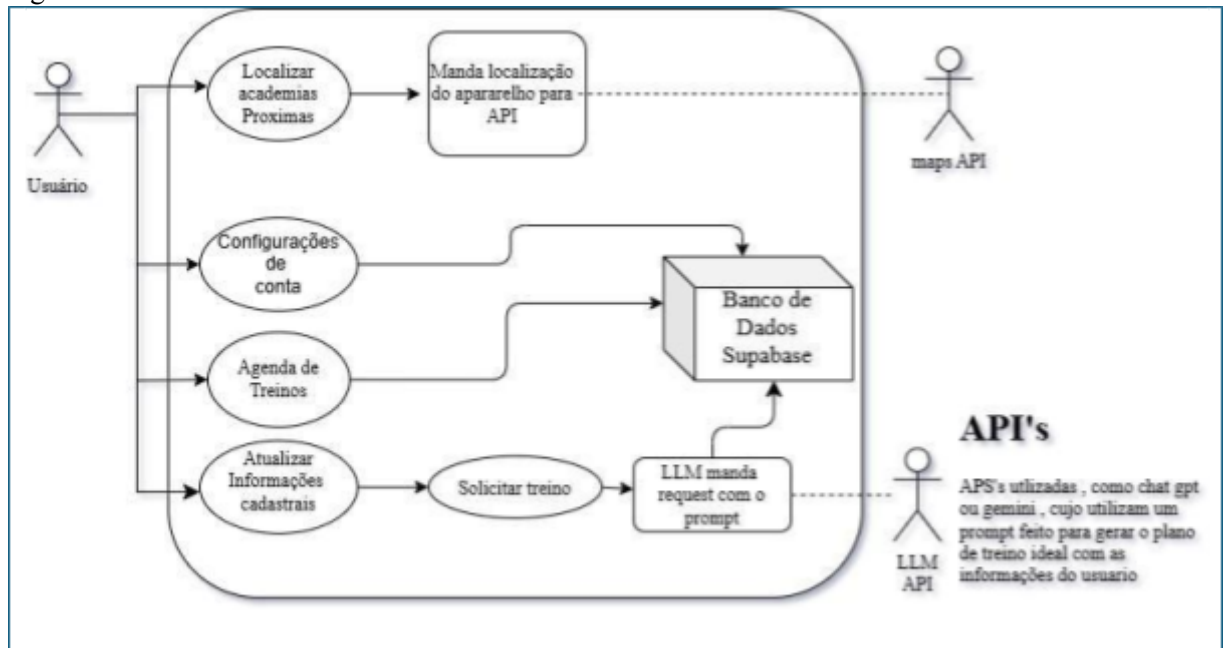 Localizar
academias
Proximas
Manda localização
do apararelho para
API
Usuário
maps API
Configurações
de
conta
Banco de
Dados
Supabase
Agenda de
Treinos
Atualizar
Informações
cadastrais
Solicitar treino
LLM manda
request com o
prompt
LLM
API
API's
APS's utlizadas , como chat gpt
ou gemini , cujo utilizam um
prompt feito para gerar o plano
de treino ideal com as
informações do usuario